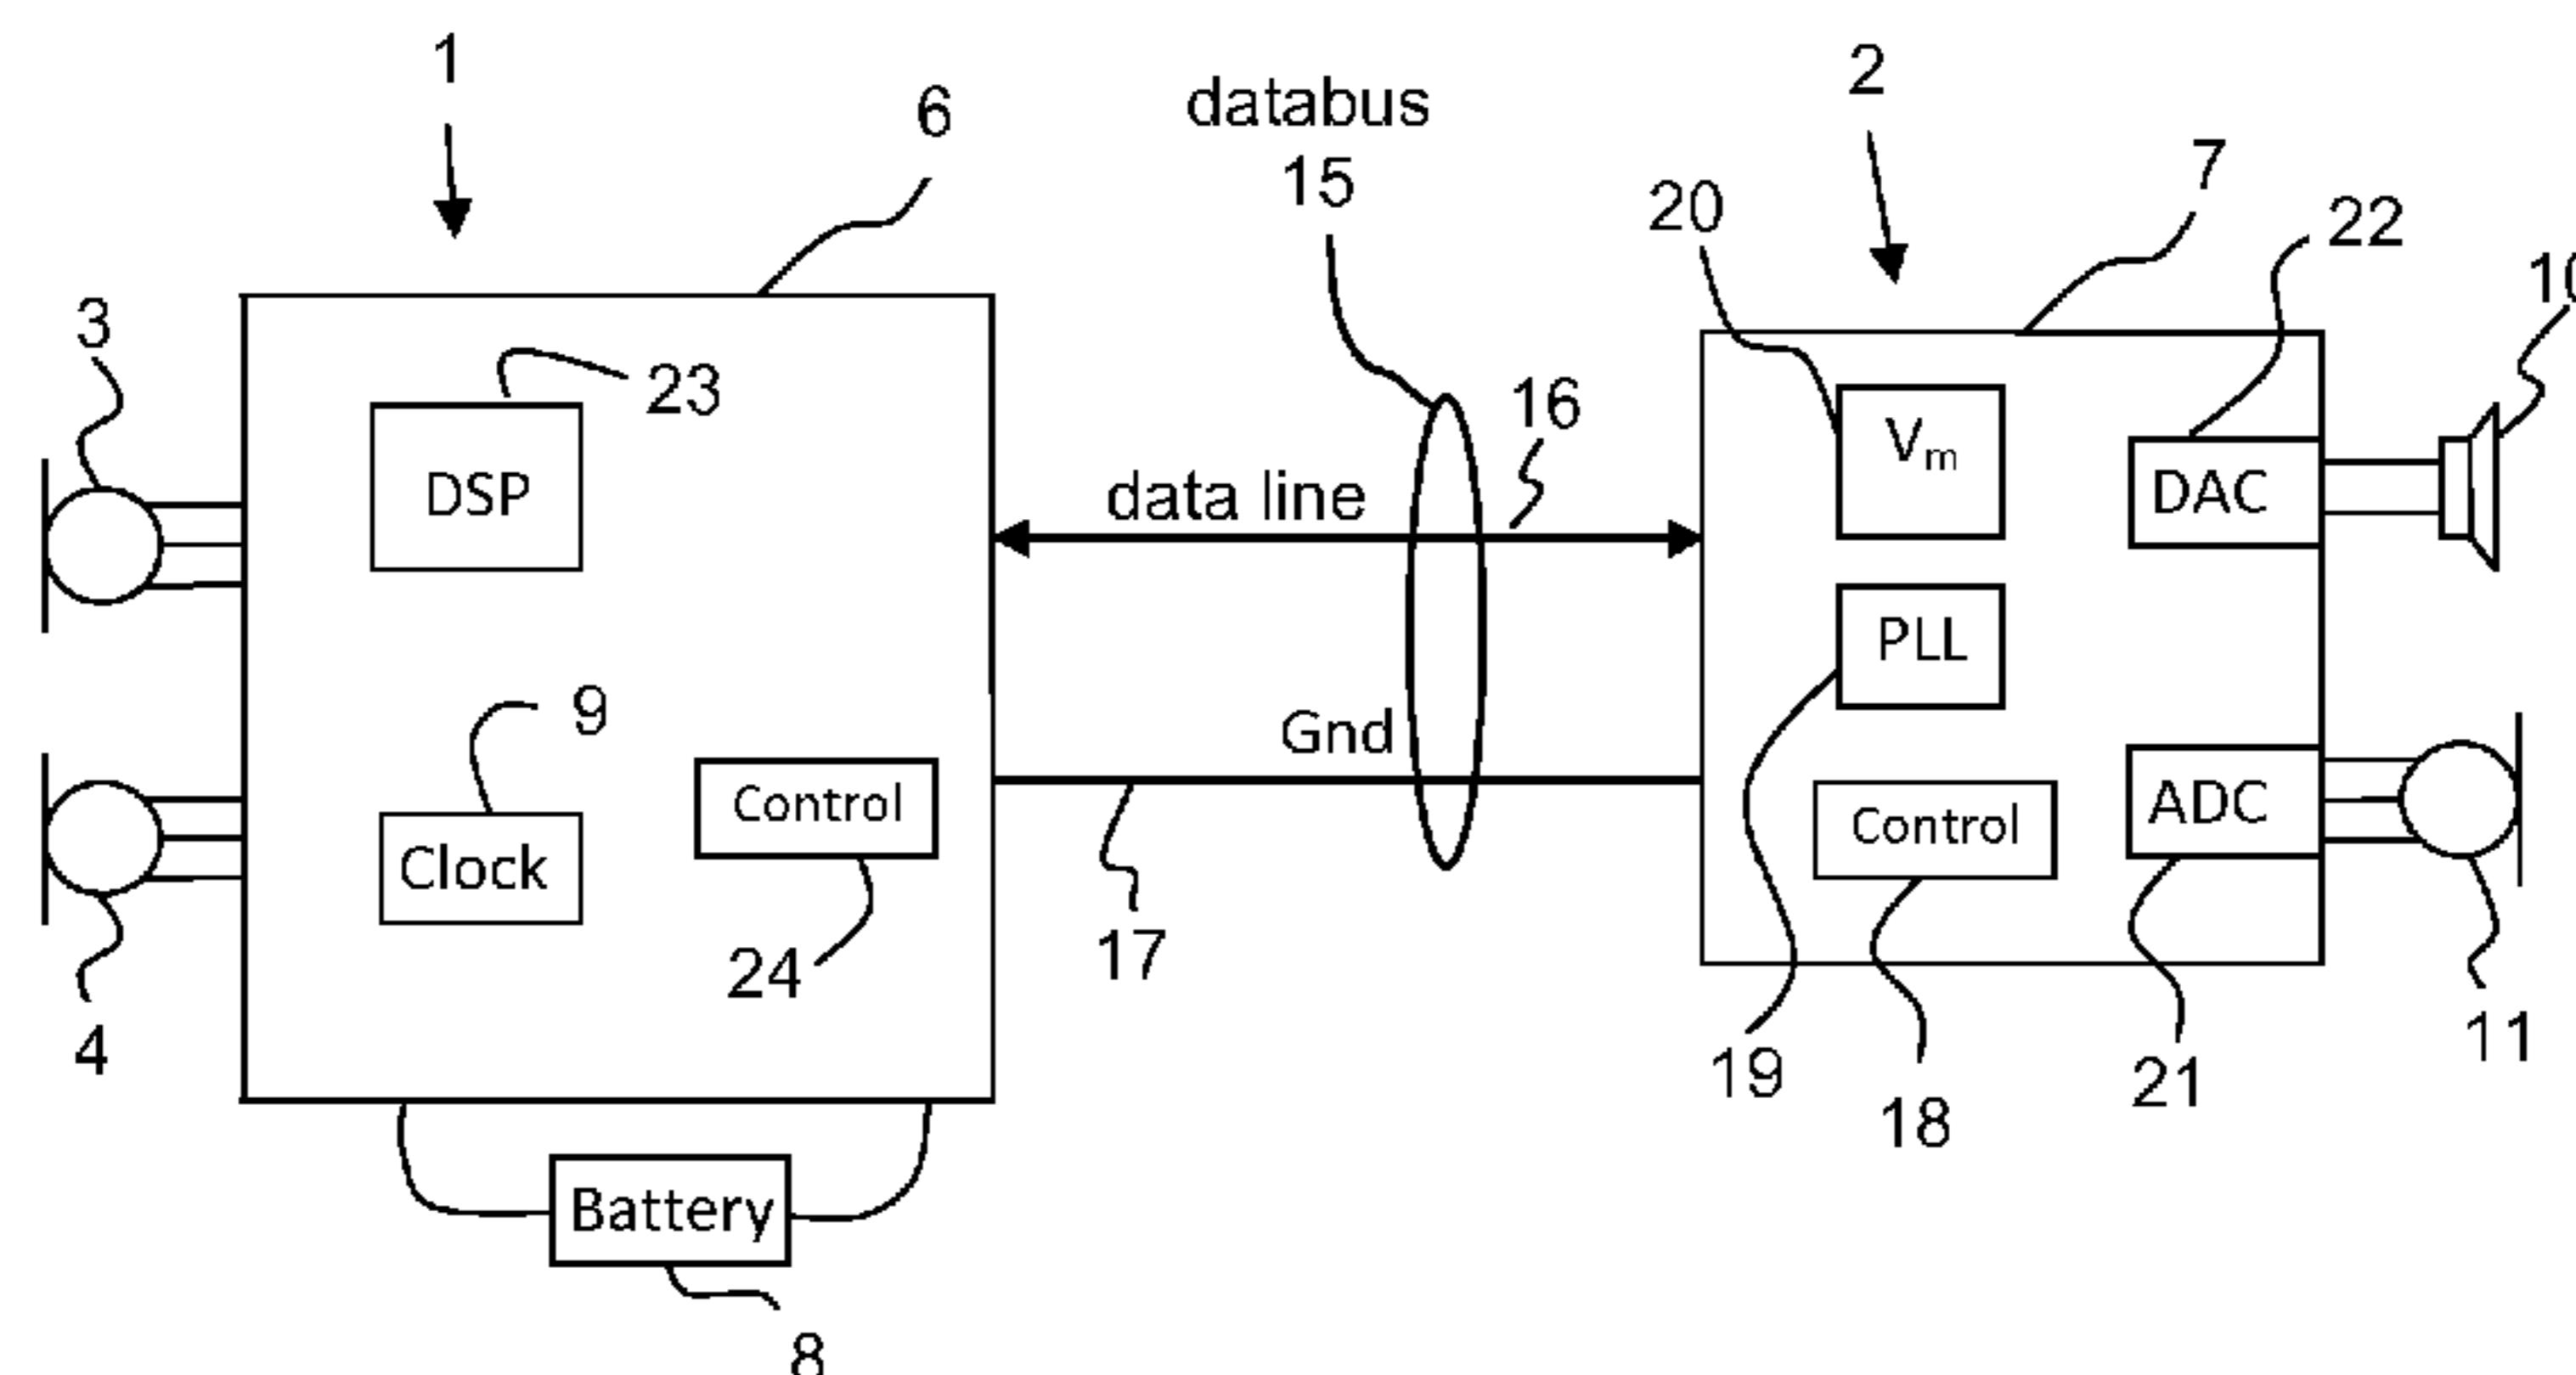 1
2
6
databus
15
7
20
22
10
3
23
16
DSP
Vm
DAC
data line
PLL
9
Gnd
Control
ADC
Control
Clock
24
17
4
19
11
21
18
Battery
8